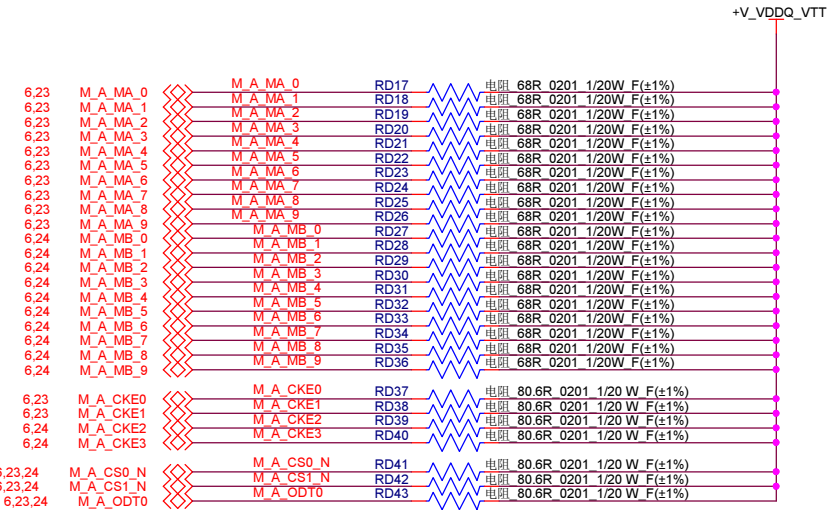 +V_VDDQ_VTT
6,23 M_A_MA_0 M_A_MA_0 RD17 电阻_68R_0201_1/20W_F(±1%)
6,23 M_A_MA_1 M_A_MA_1 RD18 电阻_68R_0201_1/20W_F(±1%)
6,23 M_A_MA_2 M_A_MA_2 RD19 电阻_68R_0201_1/20W_F(±1%)
6,23 M_A_MA_3 M_A_MA_3 RD20 电阻_68R_0201_1/20W_F(±1%)
6,23 M_A_MA_4 M_A_MA_4 RD21 电阻_68R_0201_1/20W_F(±1%)
6,23 M_A_MA_5 M_A_MA_5 RD22 电阻_68R_0201_1/20W_F(±1%)
6,23 M_A_MA_6 M_A_MA_6 RD23 电阻_68R_0201_1/20W_F(±1%)
6,23 M_A_MA_7 M_A_MA_7 RD24 电阻_68R_0201_1/20W_F(±1%)
6,23 M_A_MA_8 M_A_MA_8 RD25 电阻_68R_0201_1/20W_F(±1%)
6,23 M_A_MA_9 M_A_MA_9 RD26 电阻_68R_0201_1/20W_F(±1%)
6,24 M_A_MB_0 M_A_MB_0 RD27 电阻_68R_0201_1/20W_F(±1%)
6,24 M_A_MB_1 M_A_MB_1 RD28 电阻_68R_0201_1/20W_F(±1%)
6,24 M_A_MB_2 M_A_MB_2 RD29 电阻_68R_0201_1/20W_F(±1%)
6,24 M_A_MB_3 M_A_MB_3 RD30 电阻_68R_0201_1/20W_F(±1%)
6,24 M_A_MB_4 M_A_MB_4 RD31 电阻_68R_0201_1/20W_F(±1%)
6,24 M_A_MB_5 M_A_MB_5 RD32 电阻_68R_0201_1/20W_F(±1%)
6,24 M_A_MB_6 M_A_MB_6 RD33 电阻_68R_0201_1/20W_F(±1%)
6,24 M_A_MB_7 M_A_MB_7 RD34 电阻_68R_0201_1/20W_F(±1%)
6,24 M_A_MB_8 M_A_MB_8 RD35 电阻_68R_0201_1/20W_F(±1%)
6,24 M_A_MB_9 M_A_MB_9 RD36 电阻_68R_0201_1/20W_F(±1%)
6,23 M_A_CKE0 M_A_CKE0 RD37 电阻_80.6R_0201_1/20 W_F(±1%)
6,23 M_A_CKE1 M_A_CKE1 RD38 电阻_80.6R_0201_1/20 W_F(±1%)
6,24 M_A_CKE2 M_A_CKE2 RD39 电阻_80.6R_0201_1/20 W_F(±1%)
6,24 M_A_CKE3 M_A_CKE3 RD40 电阻_80.6R_0201_1/20 W_F(±1%)
6,23,24 M_A_CS0_N M_A_CS0_N RD41 电阻_80.6R_0201_1/20 W_F(±1%)
6,23,24 M_A_CS1_N M_A_CS1_N RD42 电阻_80.6R_0201_1/20 W_F(±1%)
6,23,24 M_A_ODT0 M_A_ODT0 RD43 电阻_80.6R_0201_1/20 W_F(±1%)